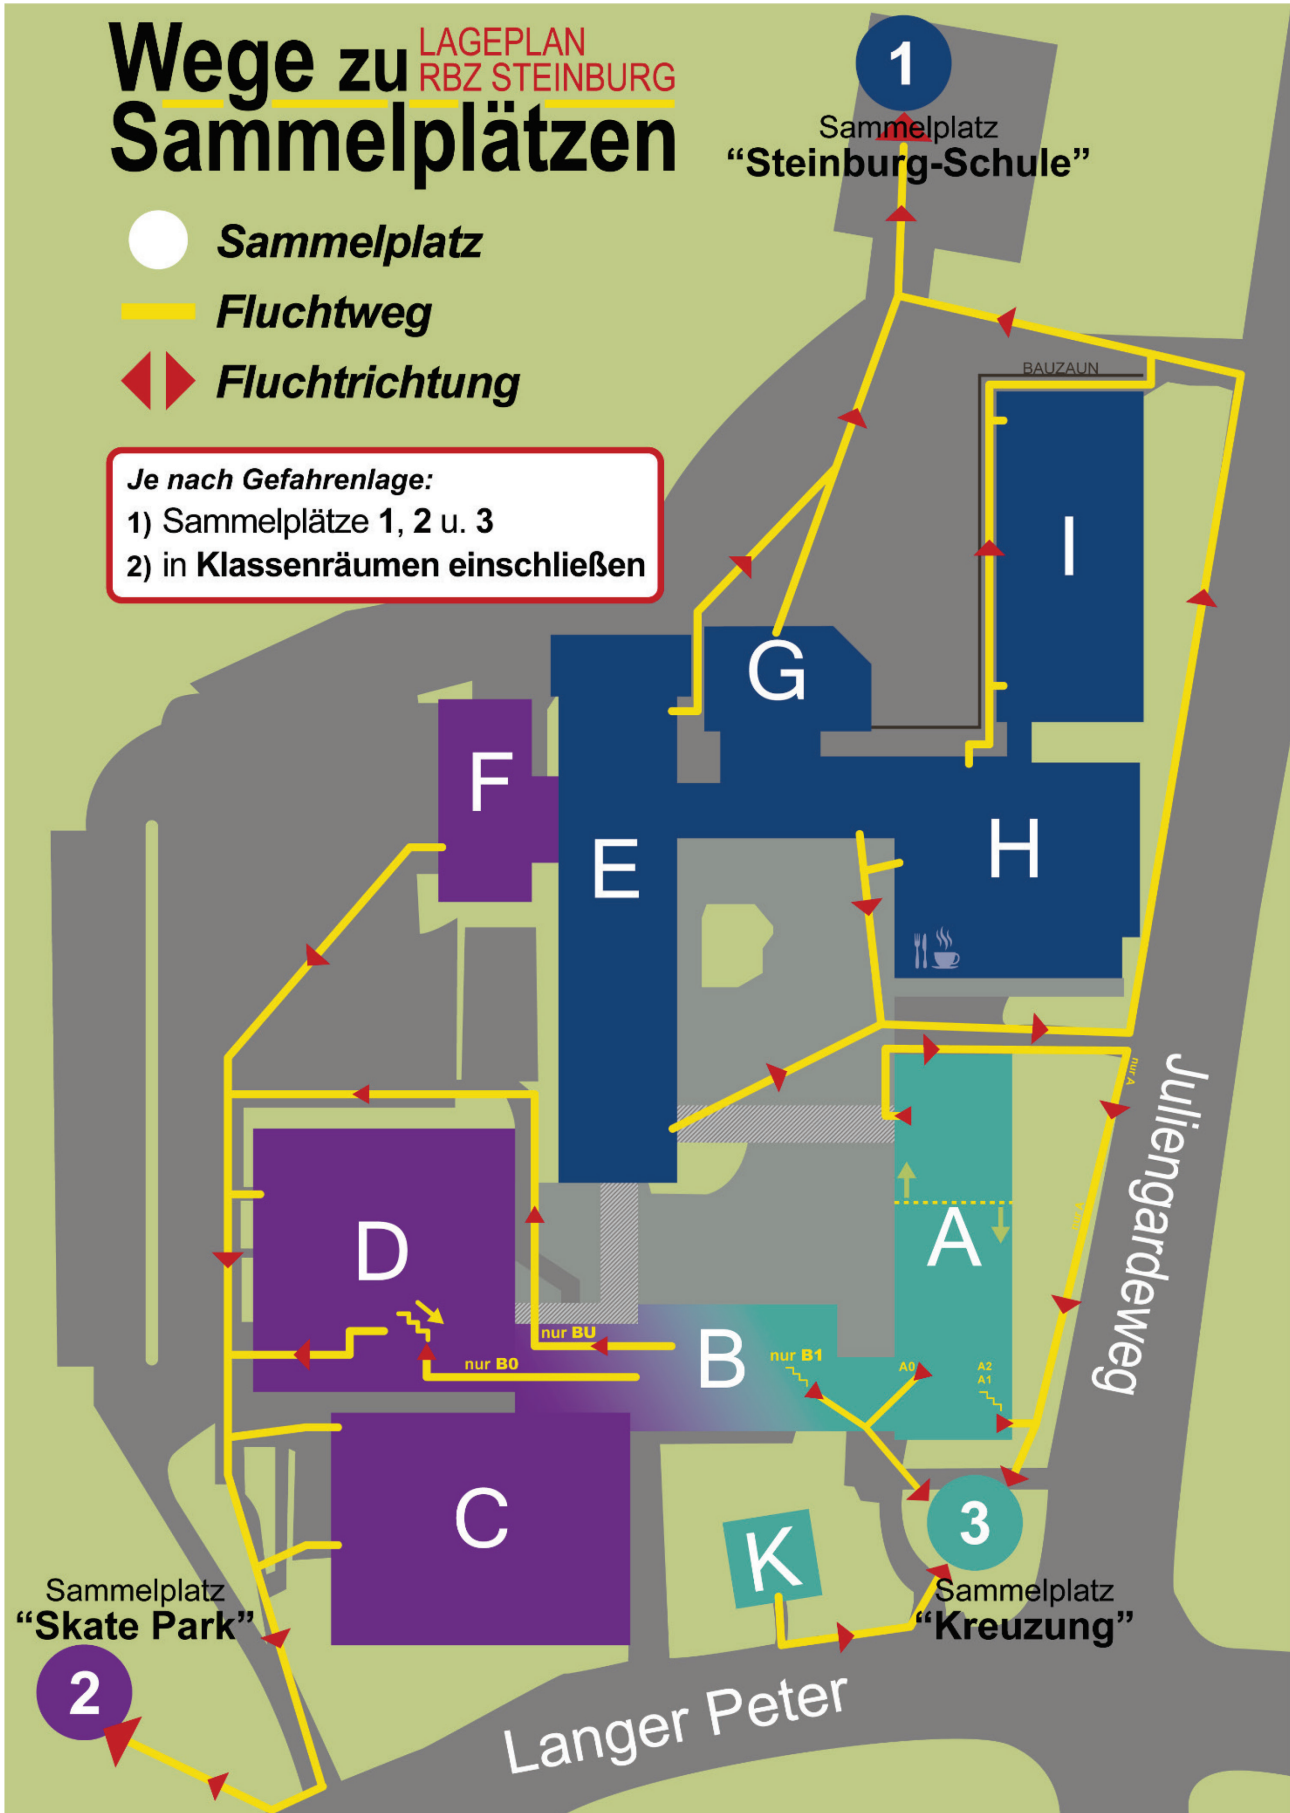 Wege zu
LAGEPLAN
RBZ STEINBURG
Sammelplätzen
1
Sammelplatz
“Steinburg-Schule”
Sammelplatz
Fluchtweg
Fluchtrichtung
Je nach Gefahrenlage:
1) Sammelplätze 1, 2 u. 3
2) in Klassenräumen einschließen
BAUZAUN
I
G
F
E
H
nur A
Juliengardeweg
nur A
A
D
nur BU
B
nur B1
nur B0
A0
A2
A1
C
K
3
Sammelplatz
“Kreuzung”
Sammelplatz
“Skate Park”
2
Langer Peter